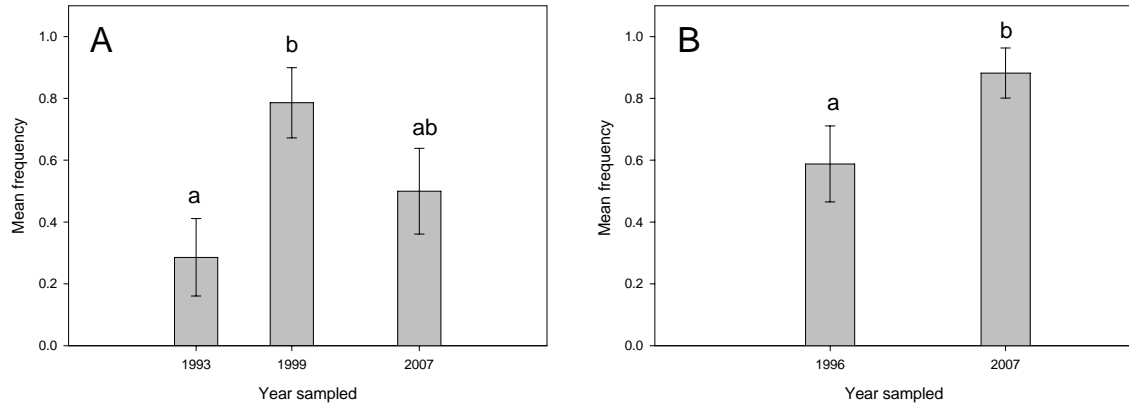 A
Mean frequency
1.0
0.8
0.6
0.4
0.2
0.0
a
b
ab
1993 1999 2007
Year sampled
B
Mean frequency
1.0
0.8
0.6
0.4
0.2
0.0
a
b
1996 2007
Year sampled